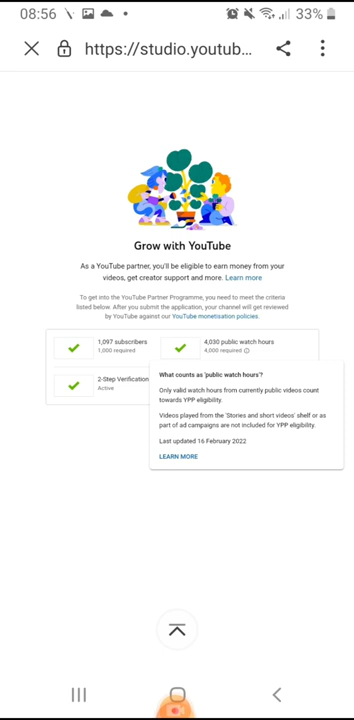 08:56
33%
https://studio.youtub...
Grow with YouTube
As a YouTube partner, you'll be eligible to earn money from your
videos, get creator support and more. Learn more
To get into the YouTube Partner Programme, you need to meet the criteria
listed below. After you submit the application, your channel will get reviewed
by YouTube against our YouTube monetisation policies.
1,097 subscribers
1,000 required
4,030 public watch hours
4,000 required
2-Step Verification
Active
What counts as 'public watch hours'?
Only valid watch hours from currently public videos count
towards YPP eligibility.
Videos played from the 'Stories and short videos' shelf or as
part of ad campaigns are not included for YPP eligibility.
Last updated 16 February 2022
LEARN MORE